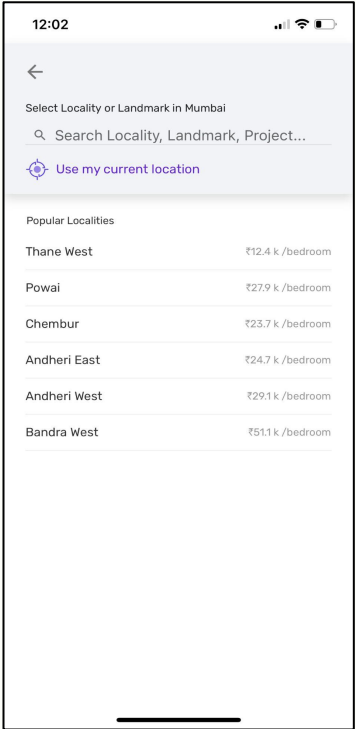 12:02
Select Locality or Landmark in Mumbai
Search Locality, Landmark, Project...
Use my current location
Popular Localities
Thane West ₹12.4 k /bedroom
Powai ₹27.9 k /bedroom
Chembur ₹23.7 k /bedroom
Andheri East ₹24.7 k /bedroom
Andheri West ₹29.1 k /bedroom
Bandra West ₹51.1 k /bedroom